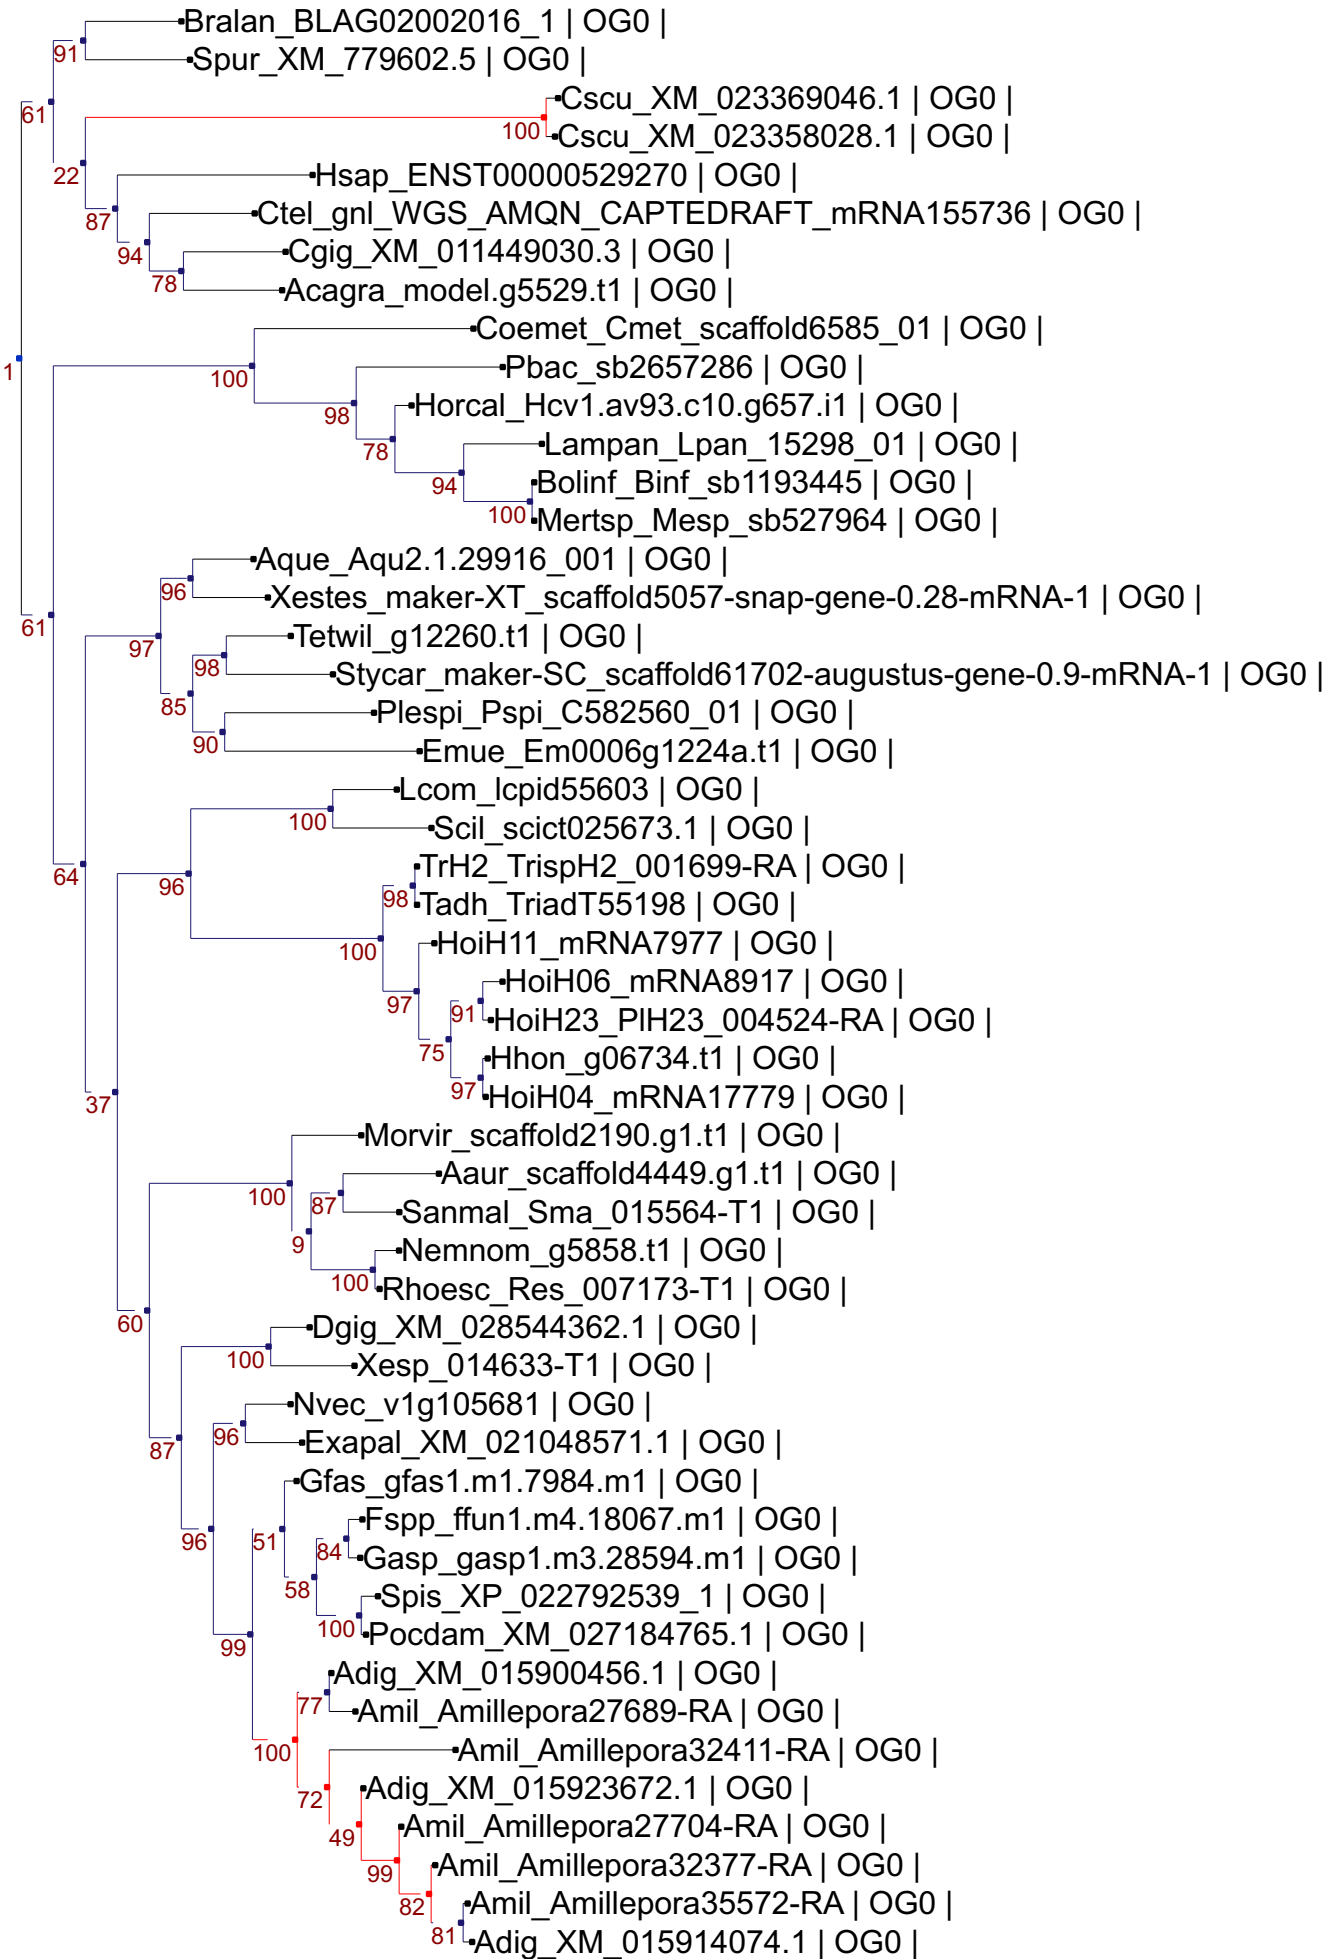 Bralan_BLAG02002016_1 | OG0 |
91
Spur_XM_779602.5 | OG0 |
Cscu_XM_023369046.1 | OG0 |
61
100
Cscu_XM_023358028.1 | OG0 |
22
Hsap_ENST00000529270 | OG0 |
87
Ctel_gnl_WGS_AMQN_CAPTEDRAFT_mRNA155736 | OG0 |
94
Cgig_XM_011449030.3 | OG0 |
78
Acagra_model.g5529.t1 | OG0 |
Coemet_Cmet_scaffold6585_01 | OG0 |
1
100
Pbac_sb2657286 | OG0 |
98
Horcal_Hcv1.av93.c10.g657.i1 | OG0 |
78
Lampan_Lpan_15298_01 | OG0 |
94
Bolinf_Binf_sb1193445 | OG0 |
100
Mertsp_Mesp_sb527964 | OG0 |
Aque_Aqu2.1.29916_001 | OG0 |
96
Xestes_maker-XT_scaffold5057-snap-gene-0.28-mRNA-1 | OG0 |
61
97
Tetwil_g12260.t1 | OG0 |
98
Stycar_maker-SC_scaffold61702-augustus-gene-0.9-mRNA-1 | OG0 |
85
Plespi_Pspi_C582560_01 | OG0 |
90
Emue_Em0006g1224a.t1 | OG0 |
Lcom_lcpid55603 | OG0 |
100
Scil_scict025673.1 | OG0 |
64
96
TrH2_TrispH2_001699-RA | OG0 |
98
Tadh_TriadT55198 | OG0 |
100
HoiH11_mRNA7977 | OG0 |
97
HoiH06_mRNA8917 | OG0 |
91
HoiH23_PlH23_004524-RA | OG0 |
75
Hhon_g06734.t1 | OG0 |
97
HoiH04_mRNA17779 | OG0 |
37
Morvir_scaffold2190.g1.t1 | OG0 |
100
Aaur_scaffold4449.g1.t1 | OG0 |
87
Sanmal_Sma_015564-T1 | OG0 |
9
Nemnom_g5858.t1 | OG0 |
100
Rhoesc_Res_007173-T1 | OG0 |
60
Dgig_XM_028544362.1 | OG0 |
100
Xesp_014633-T1 | OG0 |
Nvec_v1g105681 | OG0 |
87
96
Exapal_XM_021048571.1 | OG0 |
Gfas_gfas1.m1.7984.m1 | OG0 |
96
51
Fspp_ffun1.m4.18067.m1 | OG0 |
84
Gasp_gasp1.m3.28594.m1 | OG0 |
58
Spis_XP_022792539_1 | OG0 |
100
Pocdam_XM_027184765.1 | OG0 |
99
Adig_XM_015900456.1 | OG0 |
77
Amil_Amillepora27689-RA | OG0 |
100
Amil_Amillepora32411-RA | OG0 |
72
Adig_XM_015923672.1 | OG0 |
49
Amil_Amillepora27704-RA | OG0 |
99
Amil_Amillepora32377-RA | OG0 |
82
Amil_Amillepora35572-RA | OG0 |
81
Adig_XM_015914074.1 | OG0 |